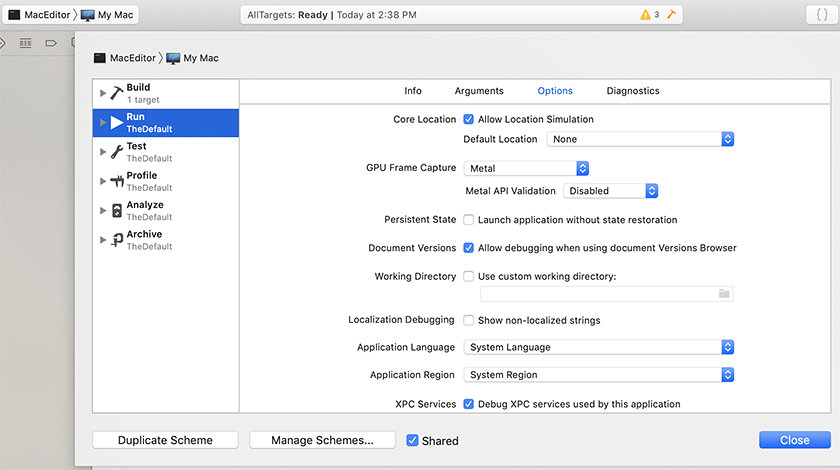 MacEditor 〉 My Mac
AllTargets: Ready | Today at 2:38 PM
3
{ }
MacEditor 〉 My Mac
Build
1 target
Run
TheDefault
Test
TheDefault
Profile
TheDefault
Analyze
TheDefault
Archive
TheDefault
Info Arguments Options Diagnostics
Core Location Allow Location Simulation
Default Location None
GPU Frame Capture Metal
Metal API Validation Disabled
Persistent State Launch application without state restoration
Document Versions Allow debugging when using document Versions Browser
Working Directory Use custom working directory:
Localization Debugging Show non-localized strings
Application Language System Language
Application Region System Region
XPC Services Debug XPC services used by this application
Duplicate Scheme Manage Schemes... Shared Close